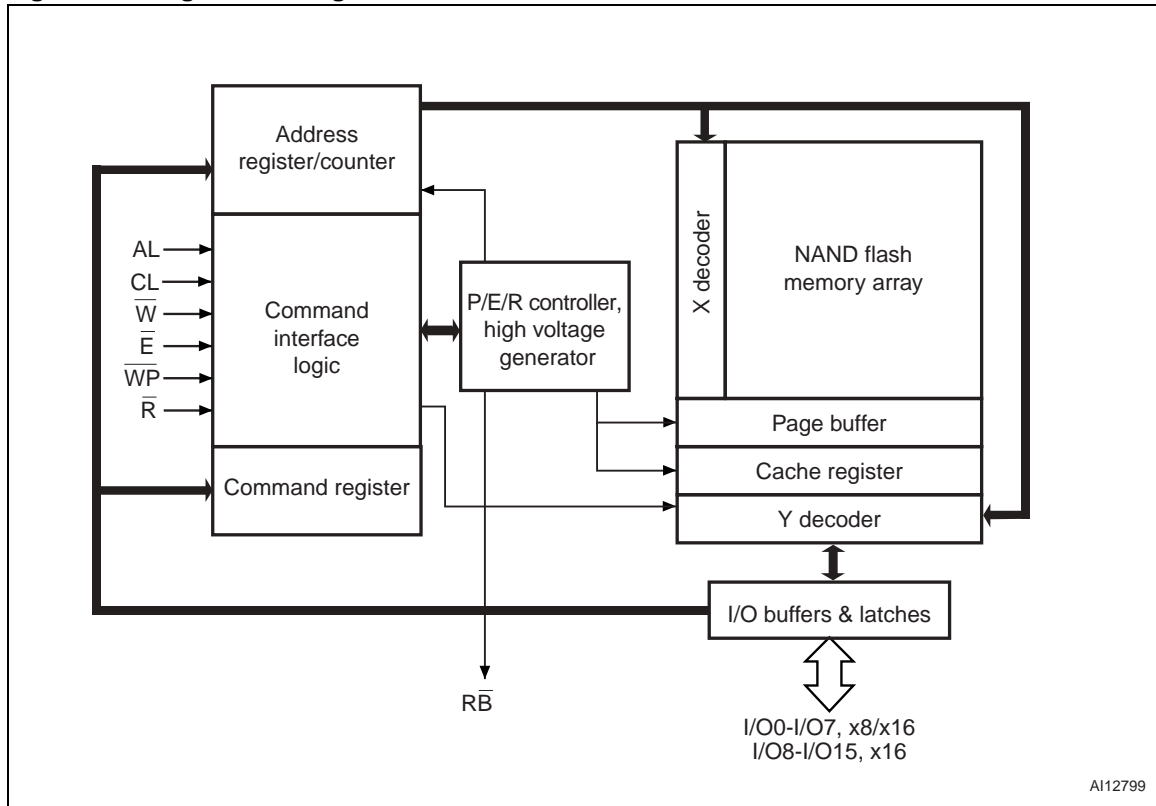 Address
register/counter
AL
CL
W̅
E̅
W̅P̅
R̅
Command
interface
logic
Command register
P/E/R controller,
high voltage
generator
RB̅
X decoder
NAND flash
memory array
Page buffer
Cache register
Y decoder
I/O buffers & latches
I/O0-I/O7, x8/x16
I/O8-I/O15, x16
AI12799